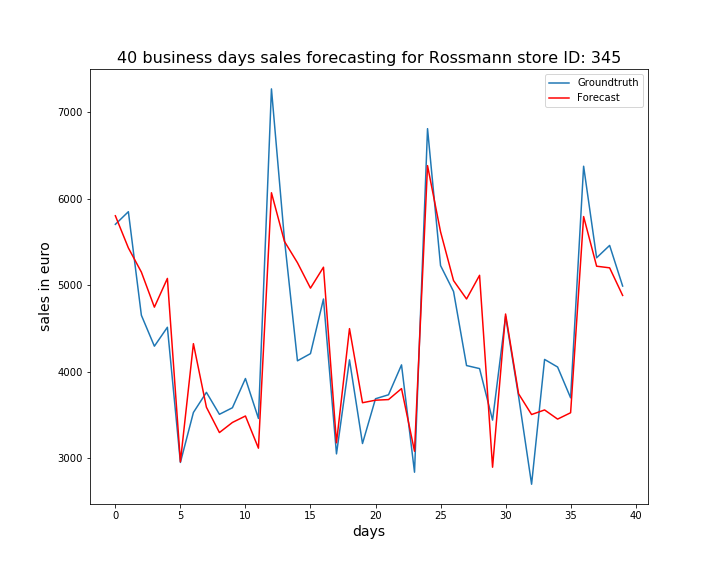 40 business days sales forecasting for Rossmann store ID: 345
Groundtruth
Forecast
7000
6000
5000
4000
3000
sales in euro
0 5 10 15 20 25 30 35 40
days